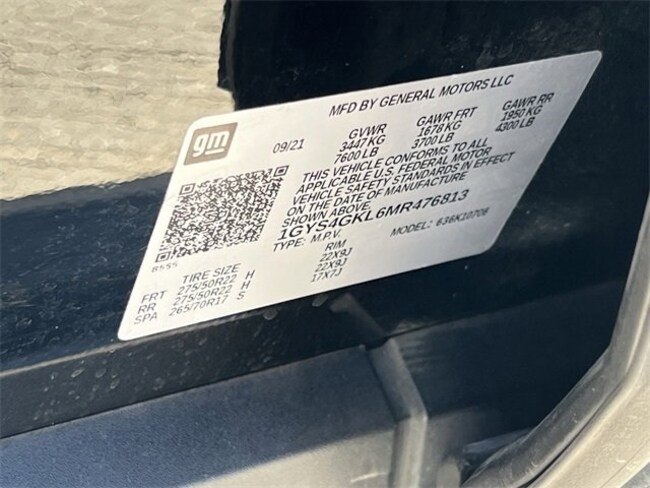 gm
MFD BY GENERAL MOTORS LLC
09/21 GVWR GAWR FRT GAWR RR
3447 KG 1678 KG 1950 KG
7600 LB 3700 LB 4300 LB
THIS VEHICLE CONFORMS TO ALL
APPLICABLE U.S. FEDERAL MOTOR
VEHICLE SAFETY STANDARDS IN EFFECT
ON THE DATE OF MANUFACTURE
SHOWN ABOVE.
1GYS4GKL6MR476813
TYPE: M.P.V. MODEL: 636K10706
8555
TIRE SIZE RIM
FRT 275/50R22 H 22X9J
RR 275/50R22 H 22X9J
SPA 265/70R17 S 17X7J